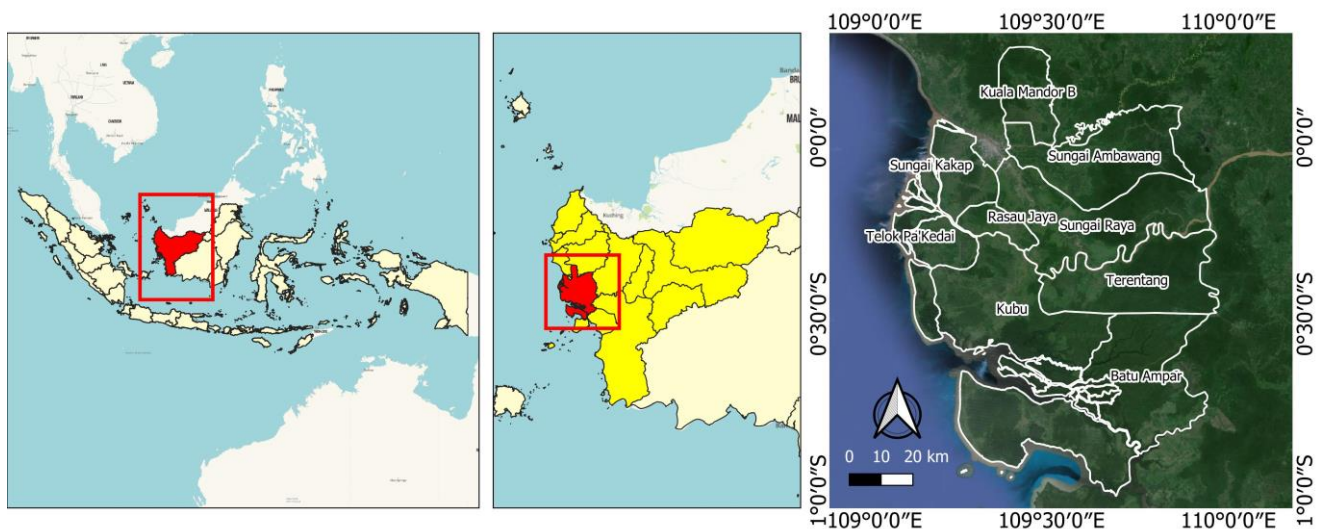 109°0′0″E 109°30′0″E 110°0′0″E
Kuala Mandor B
0°0′0″
0°0′0″
Sungai Ambawang
Sungai Kakap
Rasau Jaya
Sungai Raya
Telok Pa'Kedai
Terentang
Kubu
0°30′0″S
0°30′0″S
Batu Ampar
0 10 20 km
1°0′0″S
1°0′0″S
109°0′0″E 109°30′0″E 110°0′0″E
Kuching